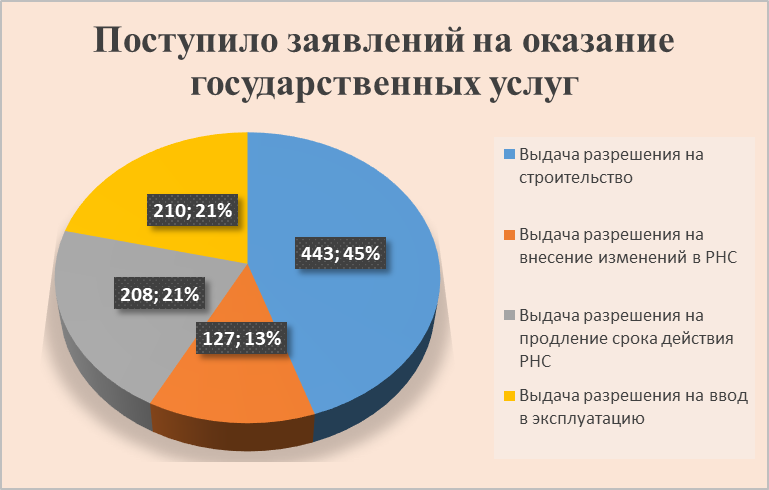 Поступило заявлений на оказание
государственных услуг
210; 21%
443; 45%
208; 21%
127; 13%
Выдача разрешения на
строительство
Выдача разрешения на
внесение изменений в РНС
Выдача разрешения на
продление срока действия
РНС
Выдача разрешения на ввод
в эксплуатацию